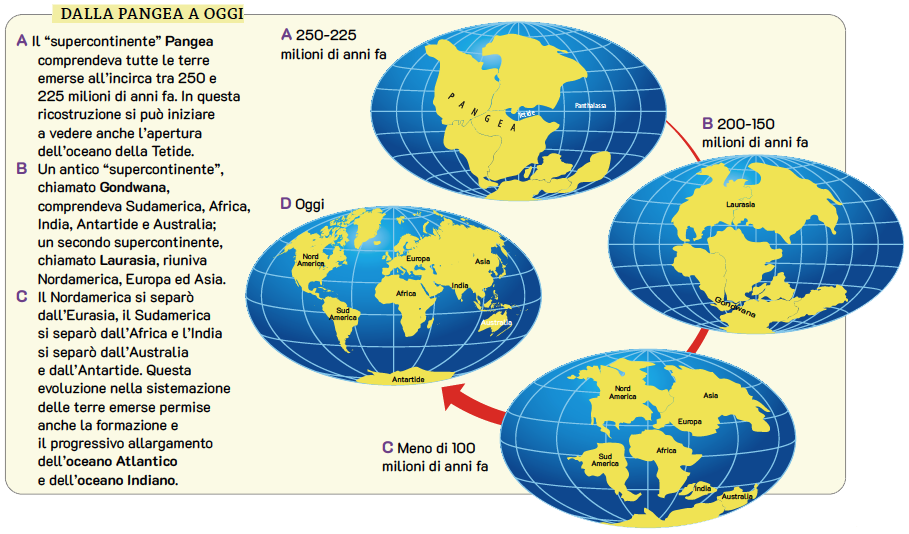 DALLA PANGEA A OGGI
A Il “supercontinente” Pangea
comprendeva tutte le terre
emerse all’incirca tra 250 e
225 milioni di anni fa. In questa
ricostruzione si può iniziare
a vedere anche l’apertura
dell’oceano della Tetide.
B Un antico “supercontinente”,
chiamato Gondwana,
comprendeva Sudamerica, Africa,
India, Antartide e Australia;
un secondo supercontinente,
chiamato Laurasia, riuniva
Nordamerica, Europa ed Asia.
C Il Nordamerica si separò
dall’Eurasia, il Sudamerica
si separò dall’Africa e l’India
si separò dall’Australia
e dall’Antartide. Questa
evoluzione nella sistemazione
delle terre emerse permise
anche la formazione e
il progressivo allargamento
dell’oceano Atlantico
e dell’oceano Indiano.
A 250-225
milioni di anni fa
PANGEA
Tetide
Panthalassa
B 200-150
milioni di anni fa
Laurasia
Gondwana
D Oggi
Nord
America
Europa
Asia
India
Africa
Sud
America
Australia
Antartide
C Meno di 100
milioni di anni fa
Nord
America
Asia
Europa
Sud
America
Africa
India
Australia